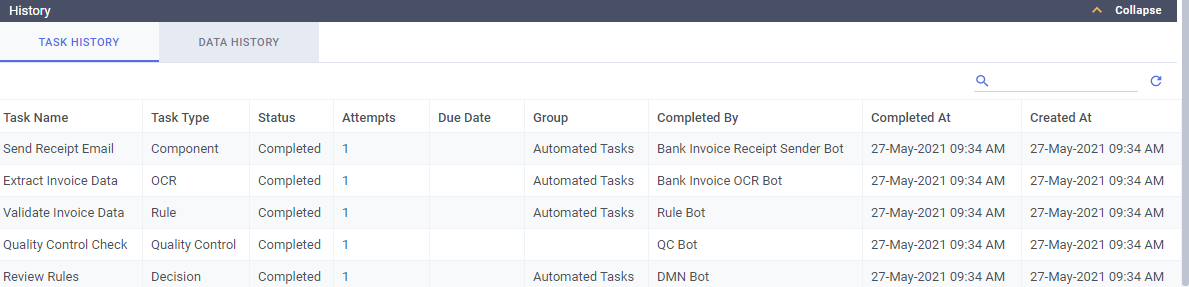 History
Collapse
TASK HISTORY
DATA HISTORY
Task Name Task Type Status Attempts Due Date Group Completed By Completed At Created At
Send Receipt Email Component Completed 1 Automated Tasks Bank Invoice Receipt Sender Bot 27-May-2021 09:34 AM 27-May-2021 09:34 AM
Extract Invoice Data OCR Completed 1 Automated Tasks Bank Invoice OCR Bot 27-May-2021 09:34 AM 27-May-2021 09:34 AM
Validate Invoice Data Rule Completed 1 Automated Tasks Rule Bot 27-May-2021 09:34 AM 27-May-2021 09:34 AM
Quality Control Check Quality Control Completed 1 QC Bot 27-May-2021 09:34 AM 27-May-2021 09:34 AM
Review Rules Decision Completed 1 Automated Tasks DMN Bot 27-May-2021 09:34 AM 27-May-2021 09:34 AM